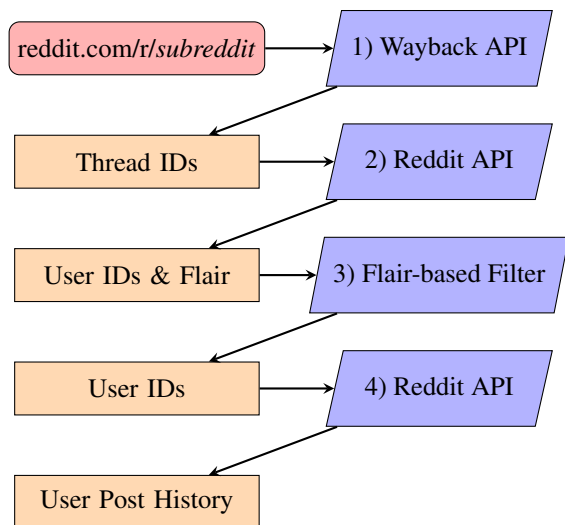 reddit.com/r/subreddit
1) Wayback API
Thread IDs
2) Reddit API
User IDs & Flair
3) Flair-based Filter
User IDs
4) Reddit API
User Post History